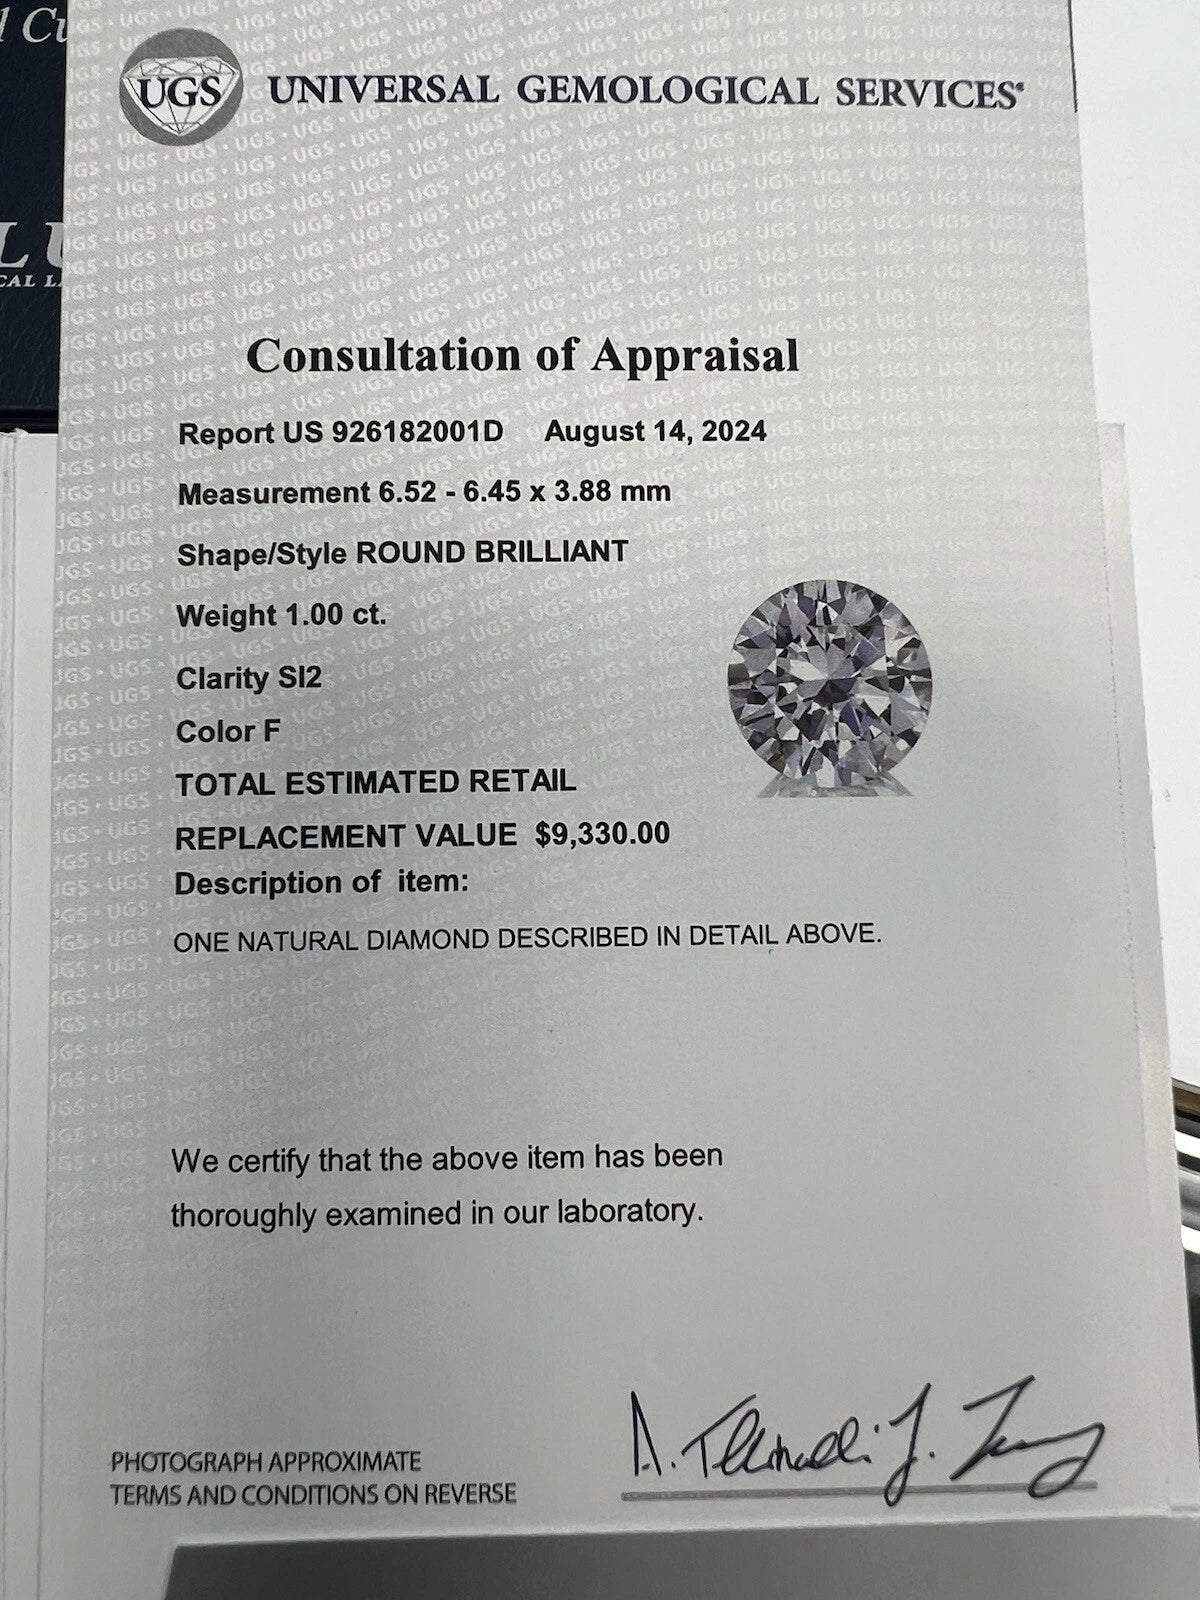 UGS UNIVERSAL GEMOLOGICAL SERVICES
Consultation of Appraisal
Report US 926182001D August 14, 2024
Measurement 6.52 - 6.45 x 3.88 mm
Shape/Style ROUND BRILLIANT
Weight 1.00 ct.
Clarity SI2
Color F
TOTAL ESTIMATED RETAIL
REPLACEMENT VALUE $9,330.00
Description of item:
ONE NATURAL DIAMOND DESCRIBED IN DETAIL ABOVE.
We certify that the above item has been
thoroughly examined in our laboratory.
PHOTOGRAPH APPROXIMATE
TERMS AND CONDITIONS ON REVERSE